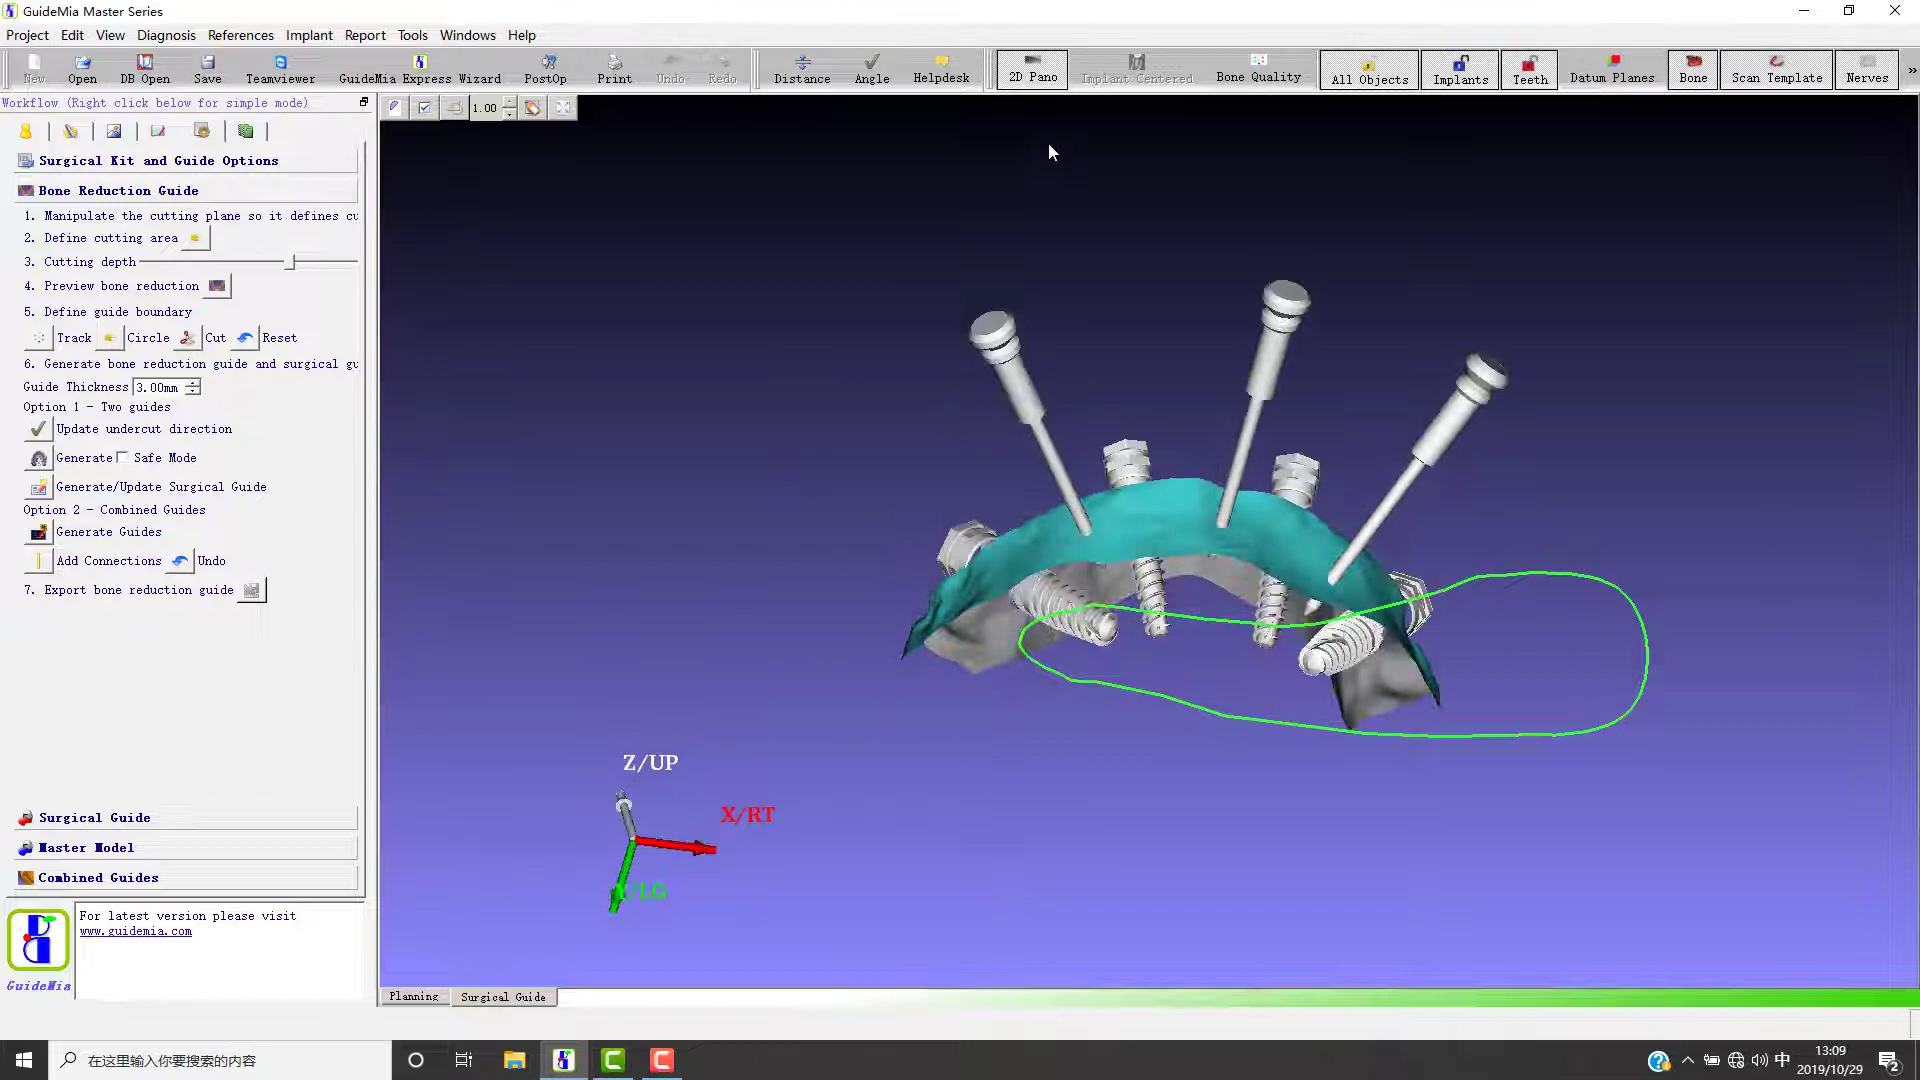 GuideMia Master Series
Project Edit View Diagnosis References Implant Report Tools Windows Help
New Open DB Open Save Teamviewer GuideMia Express Wizard PostOp Print Undo Redo Distance Angle Helpdesk 2D Pano Implant Centered Bone Quality All Objects Implants Teeth Datum Planes Bone Scan Template Nerves »
Workflow (Right click below for simple mode)
1.00
Surgical Kit and Guide Options
Bone Reduction Guide
1. Manipulate the cutting plane so it defines cu
2. Define cutting area
3. Cutting depth
4. Preview bone reduction
5. Define guide boundary
Track Circle Cut Reset
6. Generate bone reduction guide and surgical gu
Guide Thickness 3.00mm
Option 1 - Two guides
Update undercut direction
Generate Safe Mode
Generate/Update Surgical Guide
Option 2 - Combined Guides
Generate Guides
Add Connections Undo
7. Export bone reduction guide
Z/UP
X/RT
/LG
Surgical Guide
Master Model
Combined Guides
For latest version please visit
www.guidemia.com
GuideMia
Planning Surgical Guide
在这里输入你要搜索的内容
中
13:09
2019/10/29
2